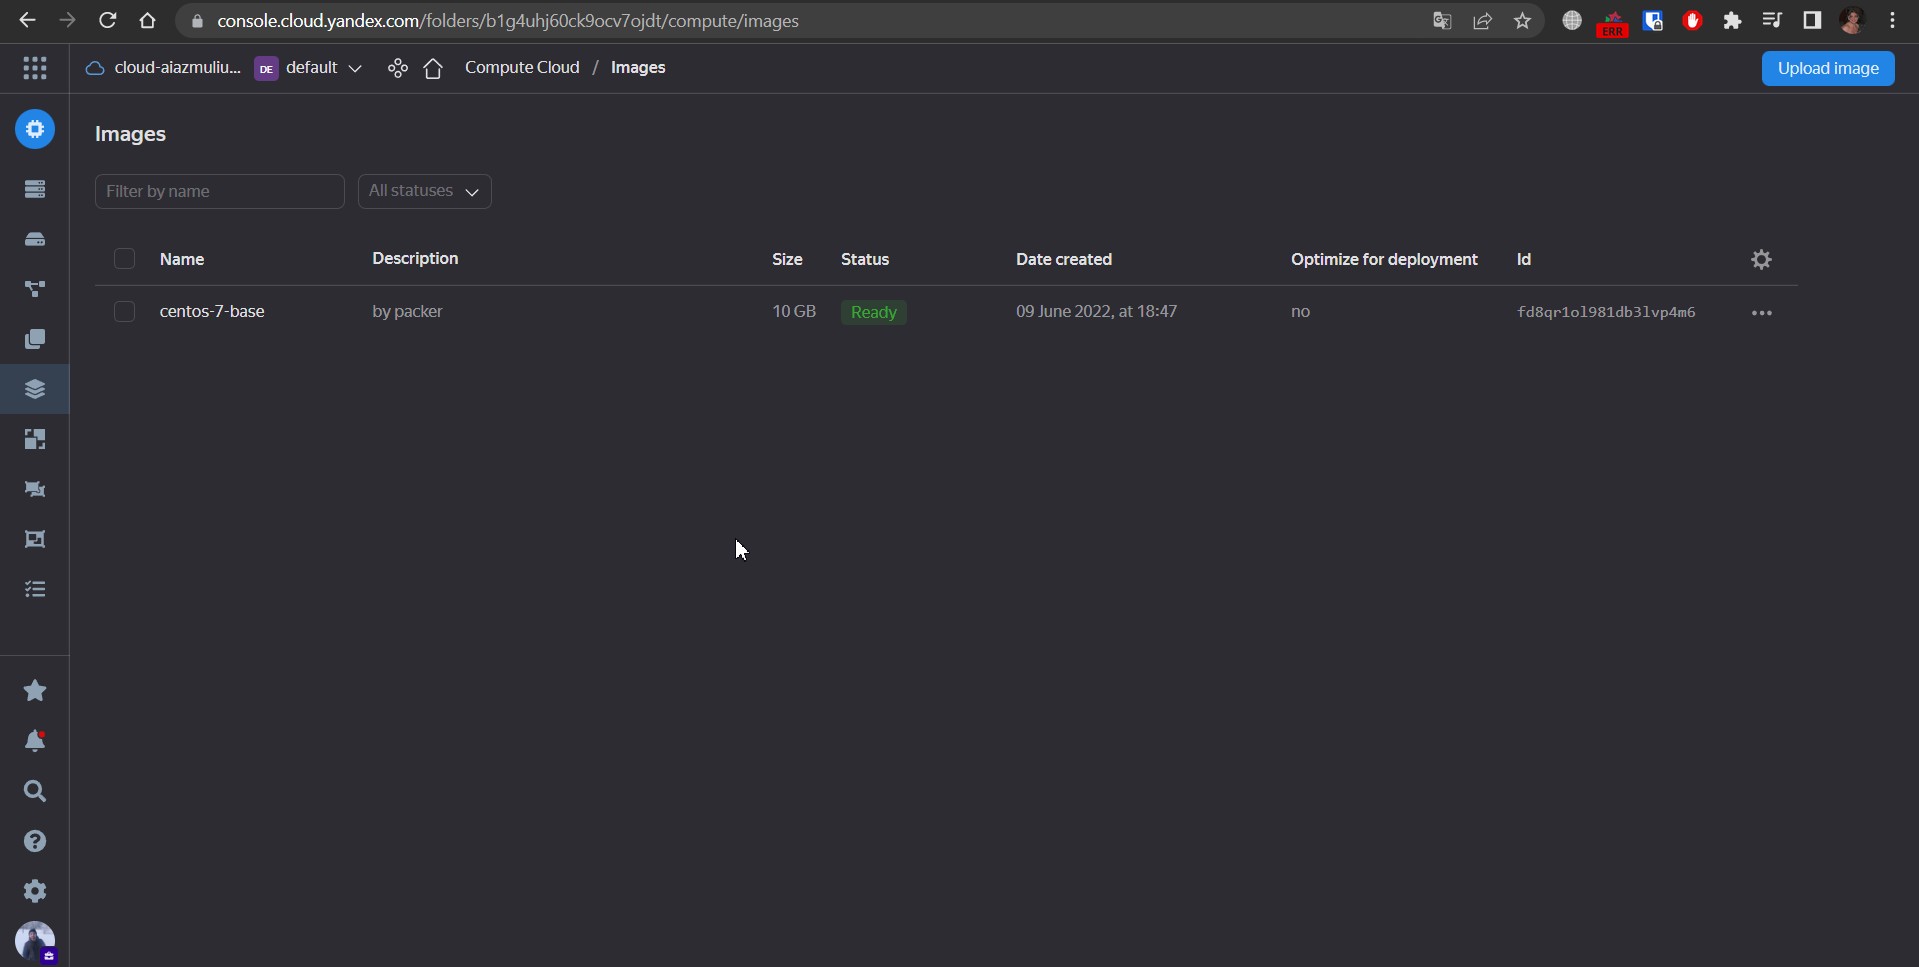 console.cloud.yandex.com/folders/b1g4uhj60ck9ocv7ojdt/compute/images
ERR
cloud-aiazmuliu... DE default Compute Cloud / Images
Upload image
Images
Filter by name All statuses
Name Description Size Status Date created Optimize for deployment Id
centos-7-base by packer 10 GB Ready 09 June 2022, at 18:47 no fd8qr1ol981db3lvp4m6